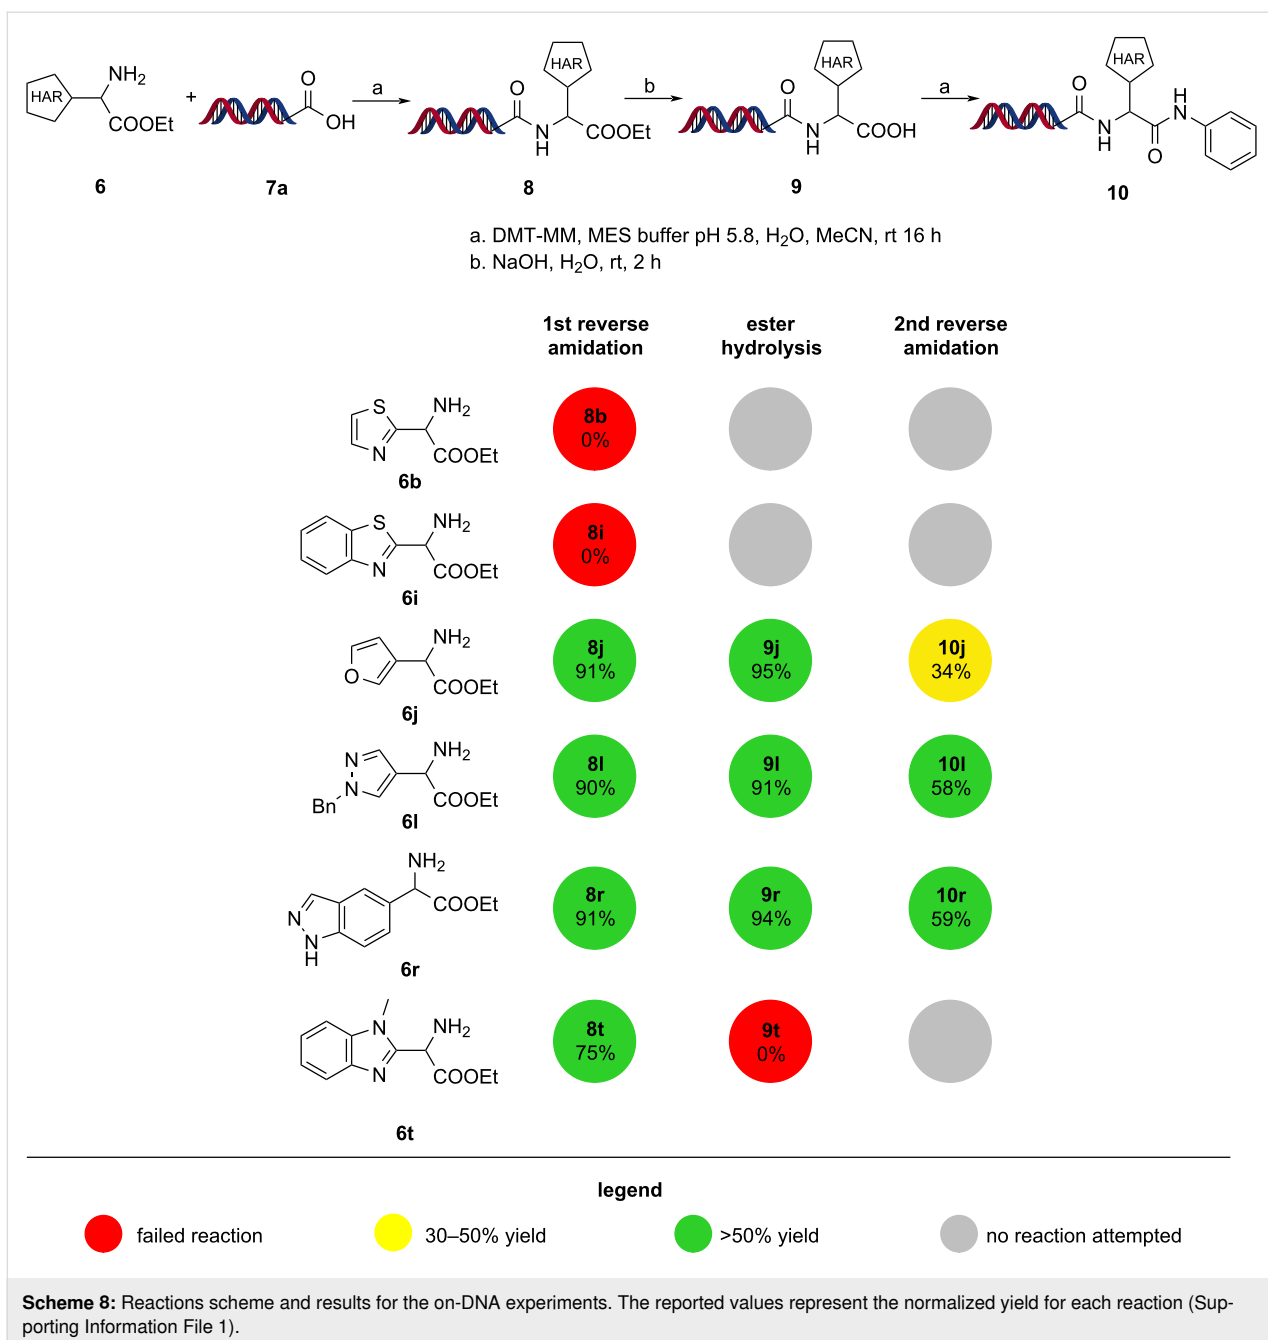 HAR
NH2
COOEt
6
+
O
OH
7a
a
HAR
O
N
H
COOEt
8
b
HAR
O
N
H
COOH
9
a
HAR
O
N
H
O
H
N
10
a. DMT-MM, MES buffer pH 5.8, H2O, MeCN, rt 16 h
b. NaOH, H2O, rt, 2 h
1st reverse
amidation
ester
hydrolysis
2nd reverse
amidation
S
N
NH2
COOEt
6b
8b
0%
S
N
NH2
COOEt
6i
8i
0%
O
NH2
COOEt
6j
8j
91%
9j
95%
10j
34%
N
N
Bn
NH2
COOEt
6l
8l
90%
9l
91%
10l
58%
NH2
COOEt
N
N
H
6r
8r
91%
9r
94%
10r
59%
N
N
NH2
COOEt
6t
8t
75%
9t
0%
legend
failed reaction
30–50% yield
>50% yield
no reaction attempted
Scheme 8: Reactions scheme and results for the on-DNA experiments. The reported values represent the normalized yield for each reaction (Sup-
porting Information File 1).